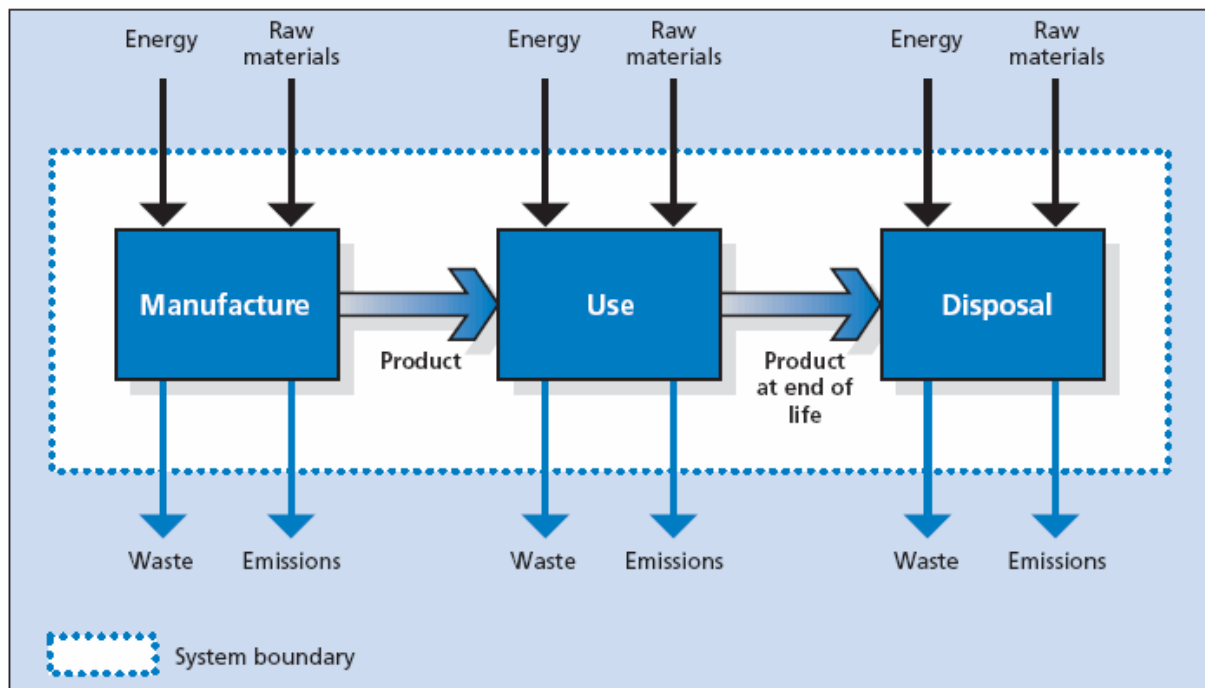 Energy
Raw
materials
Energy
Raw
materials
Energy
Raw
materials
Manufacture
Product
Use
Product
at end of
life
Disposal
Waste
Emissions
Waste
Emissions
Waste
Emissions
System boundary